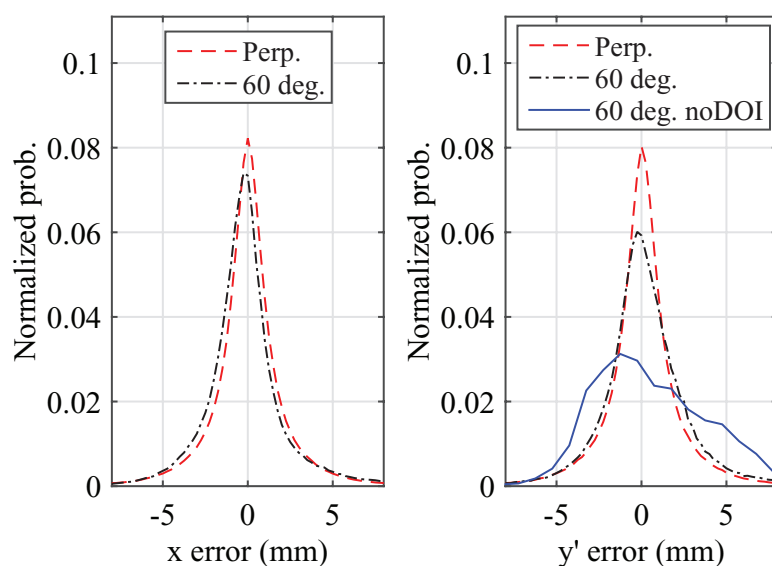 Perp.
60 deg.
0.1
0.08
0.06
0.04
0.02
0
-5
0
5
Normalized prob.
x error (mm)
Perp.
60 deg.
60 deg. noDOI
0.1
0.08
0.06
0.04
0.02
0
-5
0
5
Normalized prob.
y' error (mm)